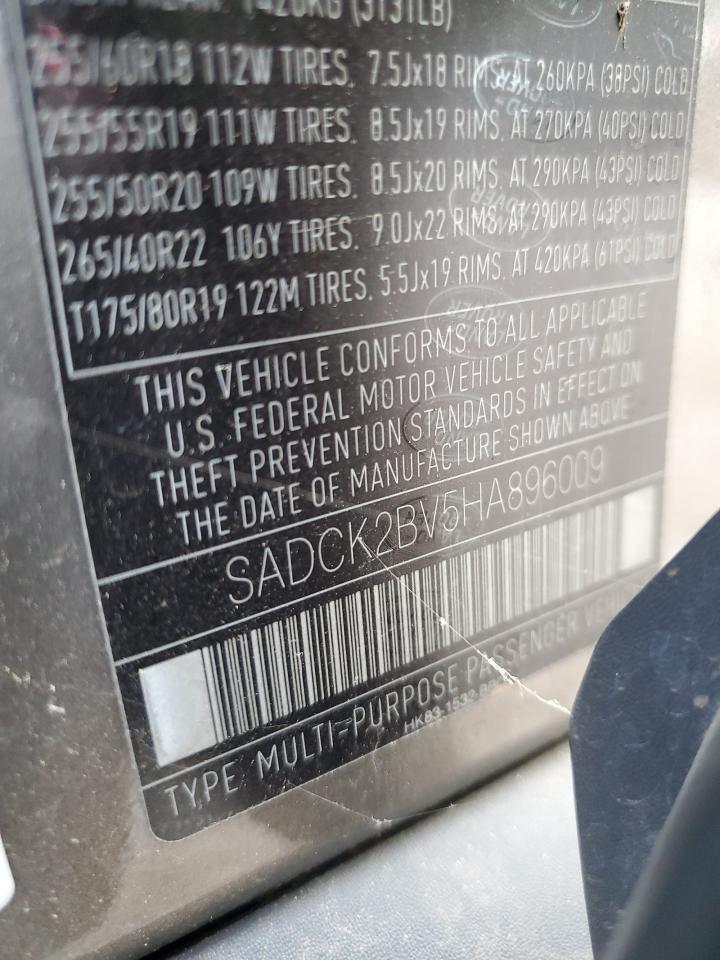 1420KG (3131LB)
255/60R18 112W TIRES. 7.5Jx18 RIMS. AT 260KPA (38PSI) COLD
255/55R19 111W TIRES. 8.5Jx19 RIMS. AT 270KPA (40PSI) COLD
255/50R20 109W TIRES. 8.5Jx20 RIMS. AT 290KPA (43PSI) COLD
265/40R22 106Y TIRES. 9.0Jx22 RIMS. AT 290KPA (43PSI) COLD
T175/80R19 122M TIRES. 5.5Jx19 RIMS. AT 420KPA (61PSI) COLD
THIS VEHICLE CONFORMS TO ALL APPLICABLE
U.S. FEDERAL MOTOR VEHICLE SAFETY AND
THEFT PREVENTION STANDARDS IN EFFECT ON
THE DATE OF MANUFACTURE SHOWN ABOVE
SADCK2BV5HA896009
TYPE MULTI-PURPOSE PASSENGER VEHI